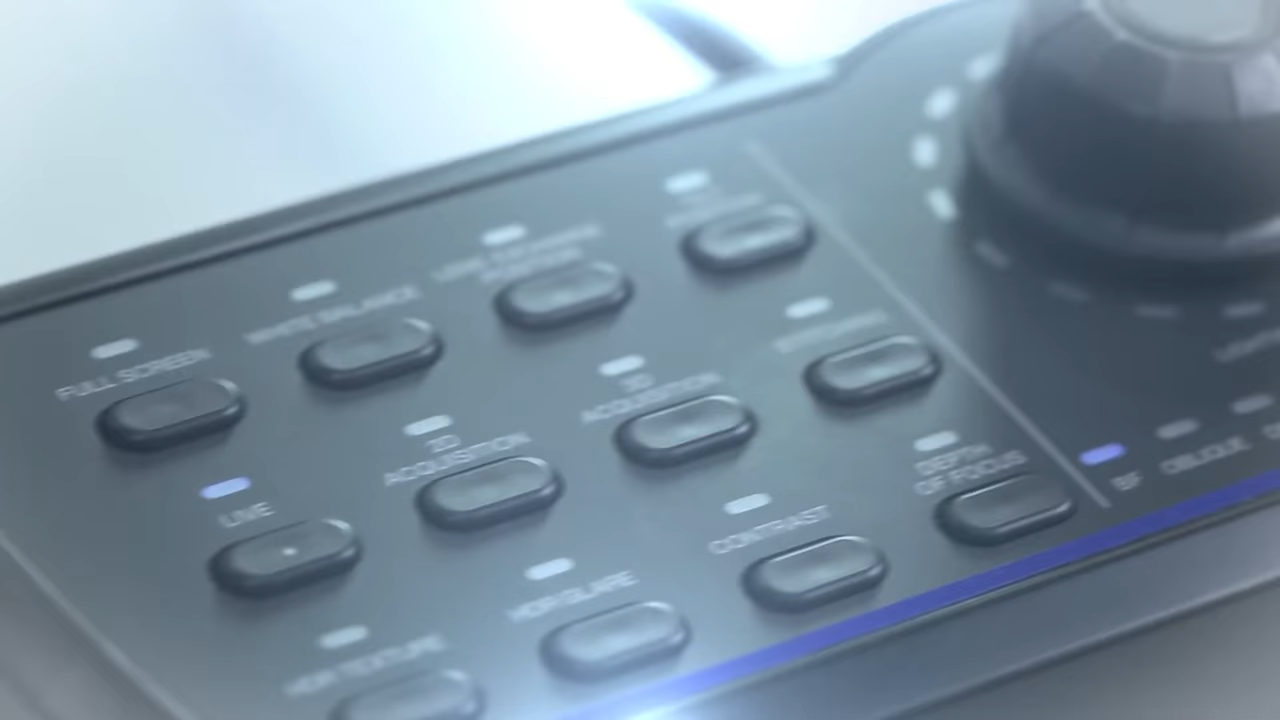 FULL SCREEN
WHITE BALANCE
LIVE
2D
ACQUISITION
3D
ACQUISITION
DEPTH
OF FOCUS
CONTRAST
HDR GLARE
HDR TEXTURE
BF
OBLIQUE